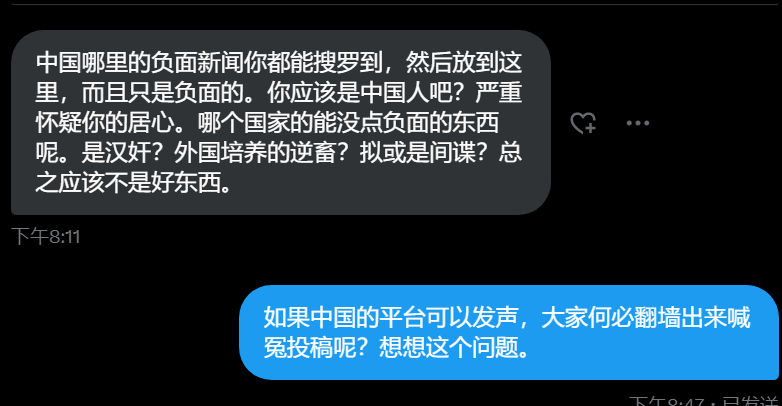 中国哪里的负面新闻你都能搜罗到，然后放到这
里，而且只是负面的。你应该是中国人吧？严重
怀疑你的居心。哪个国家的能没点负面的东西
呢。是汉奸？外国培养的逆畜？拟或是间谍？总
之应该不是好东西。
下午8:11
如果中国的平台可以发声，大家何必翻墙出来喊
冤投稿呢？想想这个问题。
下午8:47 · 已发送